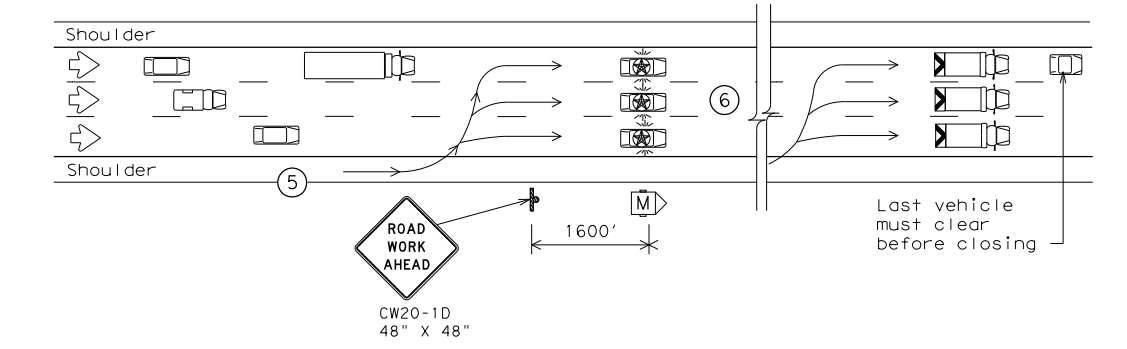 Shoulder
6
Shoulder
5
M
1600'
ROAD
WORK
AHEAD
CW20-1D
48" X 48"
Last vehicle
must clear
before closing